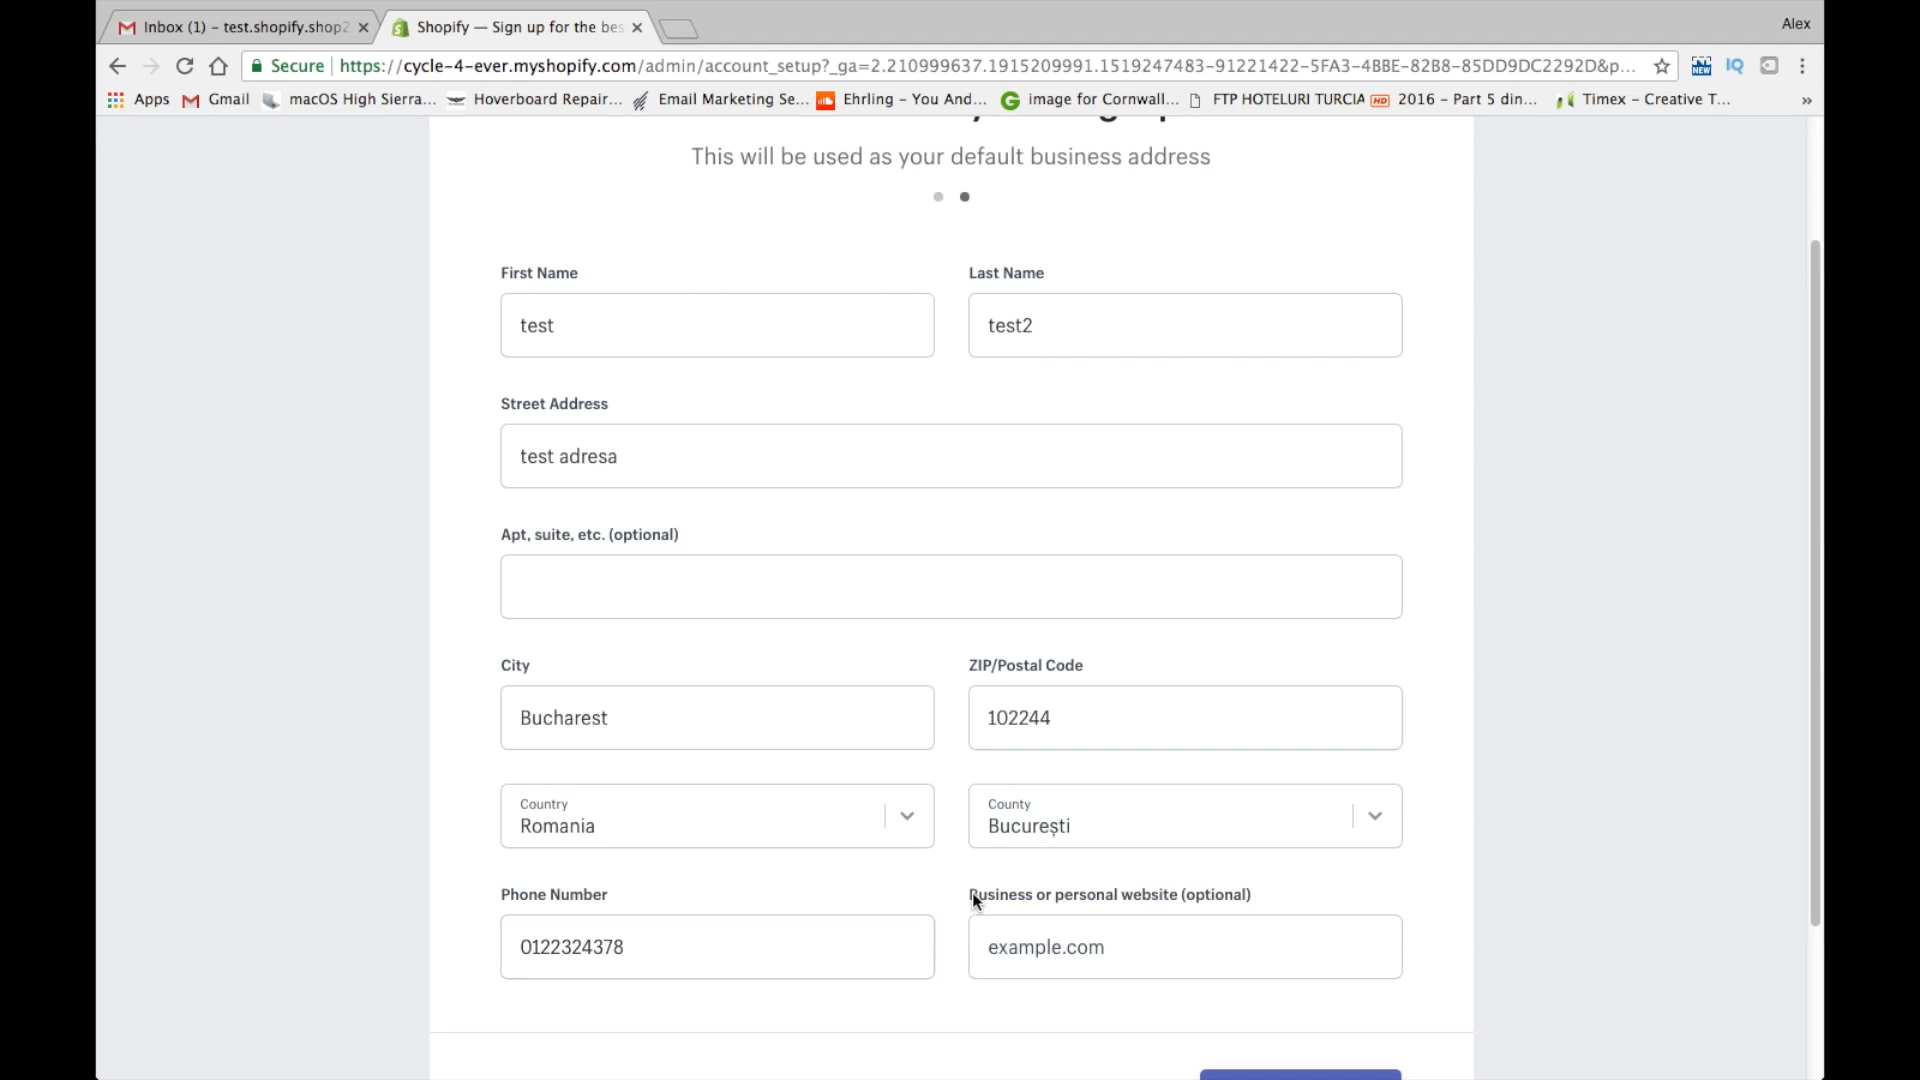 Inbox (1) – test.shopify.shop2
Shopify — Sign up for the bes
Alex
Secure https://cycle-4-ever.myshopify.com/admin/account_setup?_ga=2.210999637.1915209991.1519247483-91221422-5FA3-4BBE-82B8-85DD9DC2292D&p...
NEW
IQ
Apps Gmail macOS High Sierra... Hoverboard Repair... Email Marketing Se... Ehrling – You And... image for Cornwall... FTP HOTELURI TURCIA HD 2016 – Part 5 din... Timex – Creative T... »
This will be used as your default business address
First Name
Last Name
test
test2
Street Address
test adresa
Apt, suite, etc. (optional)
City
ZIP/Postal Code
Bucharest
102244
Country
Romania
County
București
Phone Number
Business or personal website (optional)
0122324378
example.com